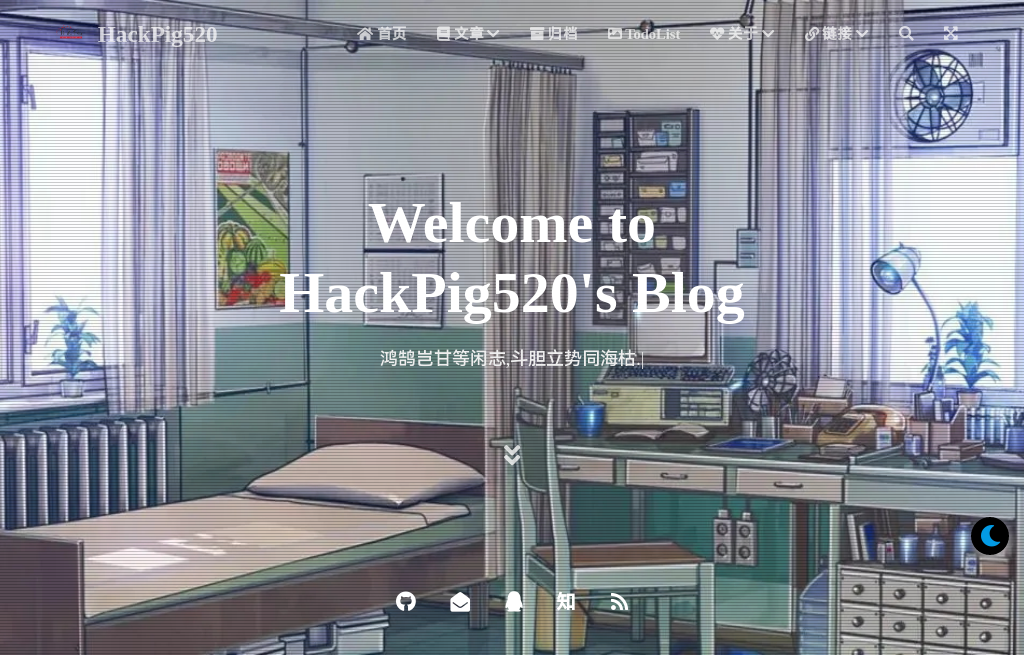 HackPig520
首页
文章
归档
TodoList
关于
链接
Welcome to
HackPig520's Blog
鸿鹄岂甘等闲志,斗胆立势同海枯.|
知